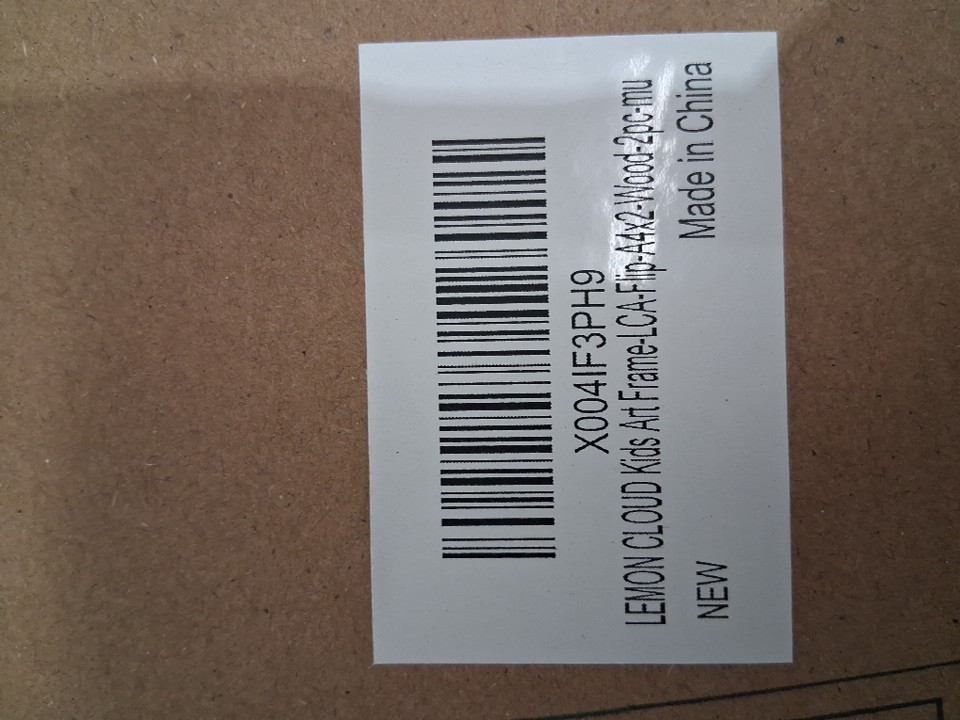 X004IF3PH9
LEMON CLOUD Kids Art Frame-LCA-Flip-A4x2-Wood-2pc-mu
NEW Made in China